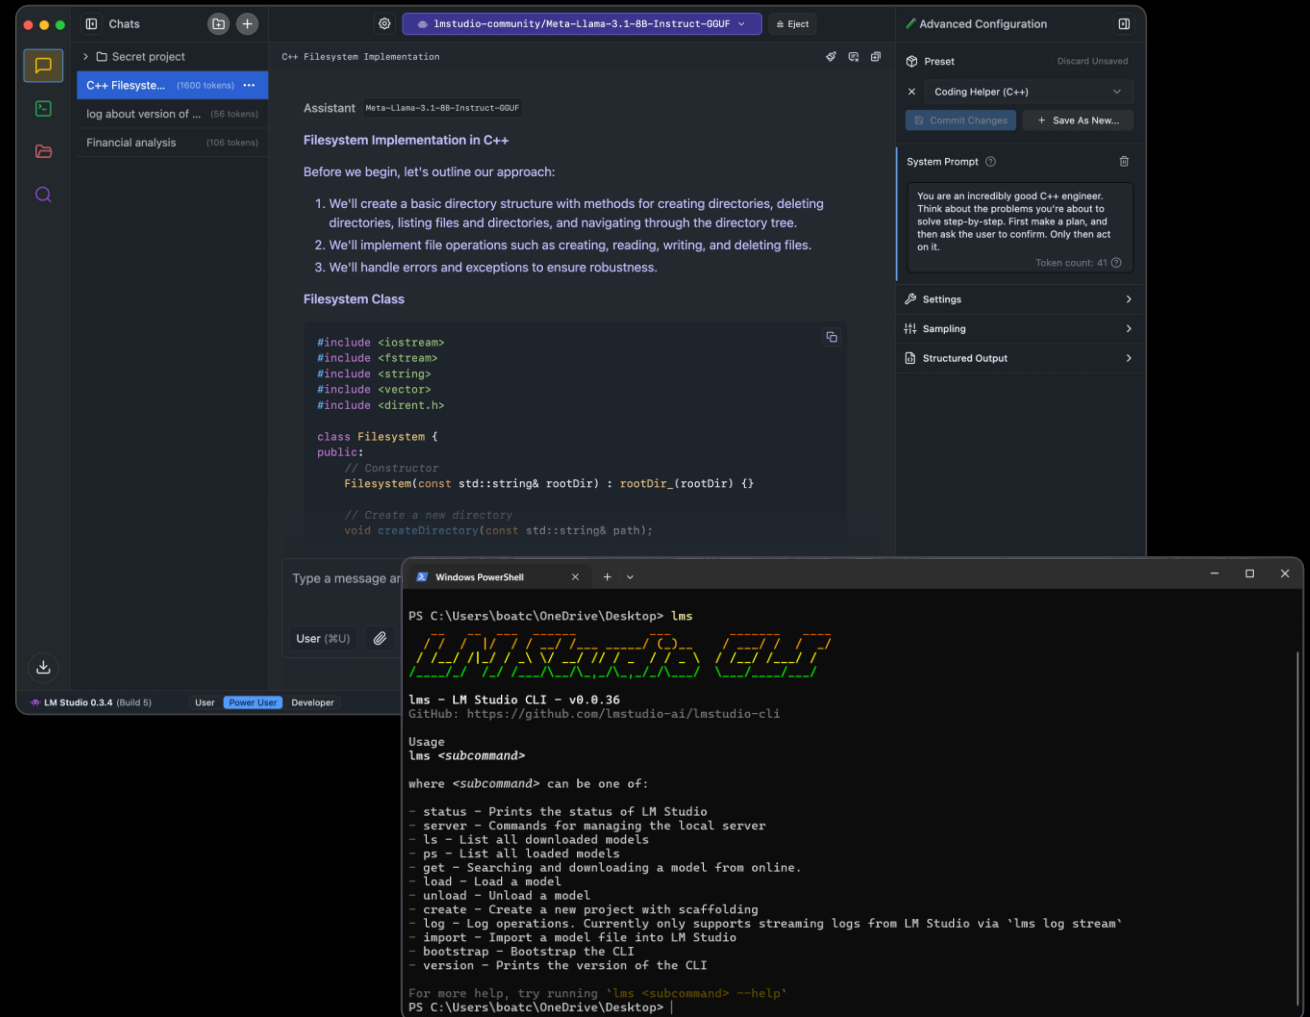 Chats
lmstudio-community/Meta-Llama-3.1-8B-Instruct-GGUF
Eject
Advanced Configuration
Secret project
C++ Filesyste... (1600 tokens)
log about version of ... (56 tokens)
Financial analysis (106 tokens)
C++ Filesystem Implementation
Assistant Meta-Llama-3.1-8B-Instruct-GGUF
Filesystem Implementation in C++
Before we begin, let's outline our approach:
1. We'll create a basic directory structure with methods for creating directories, deleting
directories, listing files and directories, and navigating through the directory tree.
2. We'll implement file operations such as creating, reading, writing, and deleting files.
3. We'll handle errors and exceptions to ensure robustness.
Filesystem Class
#include <iostream>
#include <fstream>
#include <string>
#include <vector>
#include <dirent.h>
class Filesystem {
public:
// Constructor
Filesystem(const std::string& rootDir) : rootDir_(rootDir) {}
// Create a new directory
void createDirectory(const std::string& path);
Type a message an
User (⌘U)
Preset
Discard Unsaved
Coding Helper (C++)
Commit Changes
+ Save As New...
System Prompt
You are an incredibly good C++ engineer.
Think about the problems you're about to
solve step-by-step. First make a plan, and
then ask the user to confirm. Only then act
on it.
Token count: 41
Settings
Sampling
Structured Output
LM Studio 0.3.4 (Build 5)
User
Power User
Developer
Windows PowerShell
PS C:\Users\boatc\OneDrive\Desktop> lms
LM Studio CLI
lms - LM Studio CLI - v0.0.36
GitHub: https://github.com/lmstudio-ai/lmstudio-cli
Usage
lms <subcommand>
where <subcommand> can be one of:
- status - Prints the status of LM Studio
- server - Commands for managing the local server
- ls - List all downloaded models
- ps - List all loaded models
- get - Searching and downloading a model from online.
- load - Load a model
- unload - Unload a model
- create - Create a new project with scaffolding
- log - Log operations. Currently only supports streaming logs from LM Studio via `lms log stream`
- import - Import a model file into LM Studio
- bootstrap - Bootstrap the CLI
- version - Prints the version of the CLI
For more help, try running `lms <subcommand> --help`
PS C:\Users\boatc\OneDrive\Desktop>